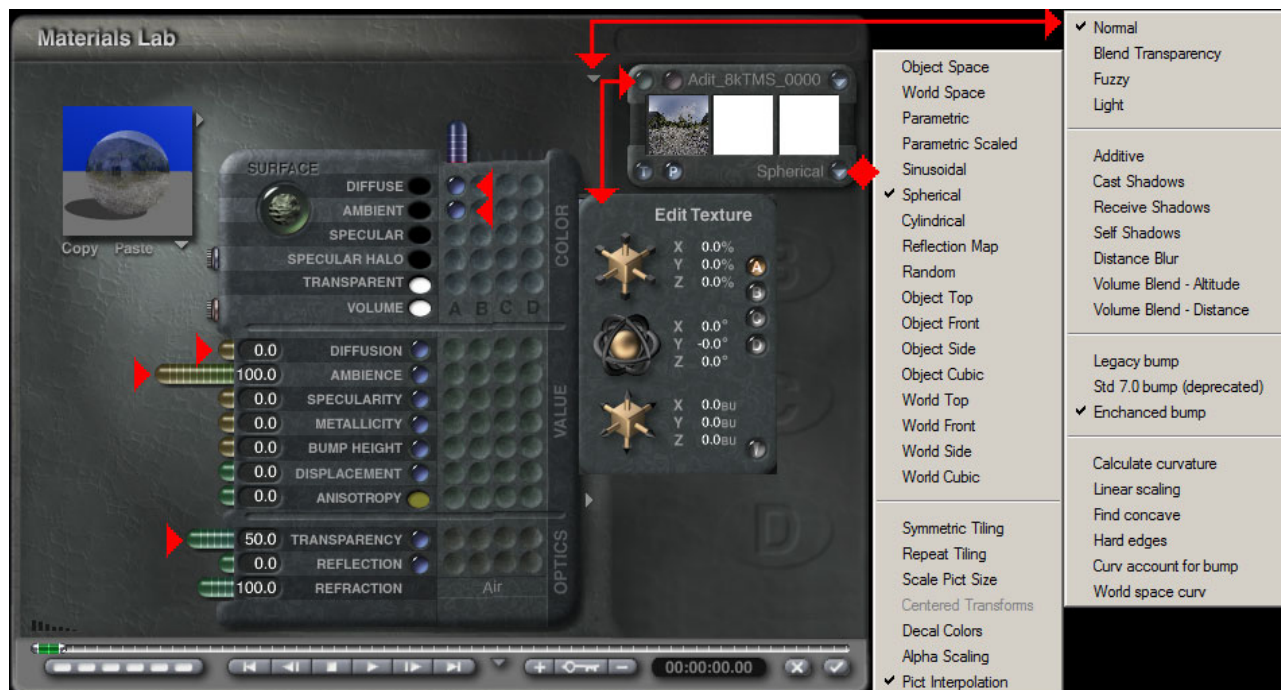 Materials Lab
Copy Paste
SURFACE
DIFFUSE
AMBIENT
SPECULAR
SPECULAR HALO
TRANSPARENT
VOLUME
A B C D
COLOR
0.0 DIFFUSION
100.0 AMBIENCE
0.0 SPECULARITY
0.0 METALLICITY
0.0 BUMP HEIGHT
0.0 DISPLACEMENT
0.0 ANISOTROPY
VALUE
50.0 TRANSPARENCY
0.0 REFLECTION
100.0 REFRACTION Air
OPTICS
00:00:00.00
Adit_8kTMS_0000
T P Spherical
Edit Texture
X 0.0%
Y 0.0%
Z 0.0%
A
B
C
D
X 0.0°
Y -0.0°
Z 0.0°
X 0.0BU
Y 0.0BU
Z 0.0BU
B
C
D
Object Space
World Space
Parametric
Parametric Scaled
Sinusoidal
Spherical
Cylindrical
Reflection Map
Random
Object Top
Object Front
Object Side
Object Cubic
World Top
World Front
World Side
World Cubic
Symmetric Tiling
Repeat Tiling
Scale Pict Size
Centered Transforms
Decal Colors
Alpha Scaling
Pict Interpolation
Normal
Blend Transparency
Fuzzy
Light
Additive
Cast Shadows
Receive Shadows
Self Shadows
Distance Blur
Volume Blend - Altitude
Volume Blend - Distance
Legacy bump
Std 7.0 bump (deprecated)
Enchanced bump
Calculate curvature
Linear scaling
Find concave
Hard edges
Curv account for bump
World space curv